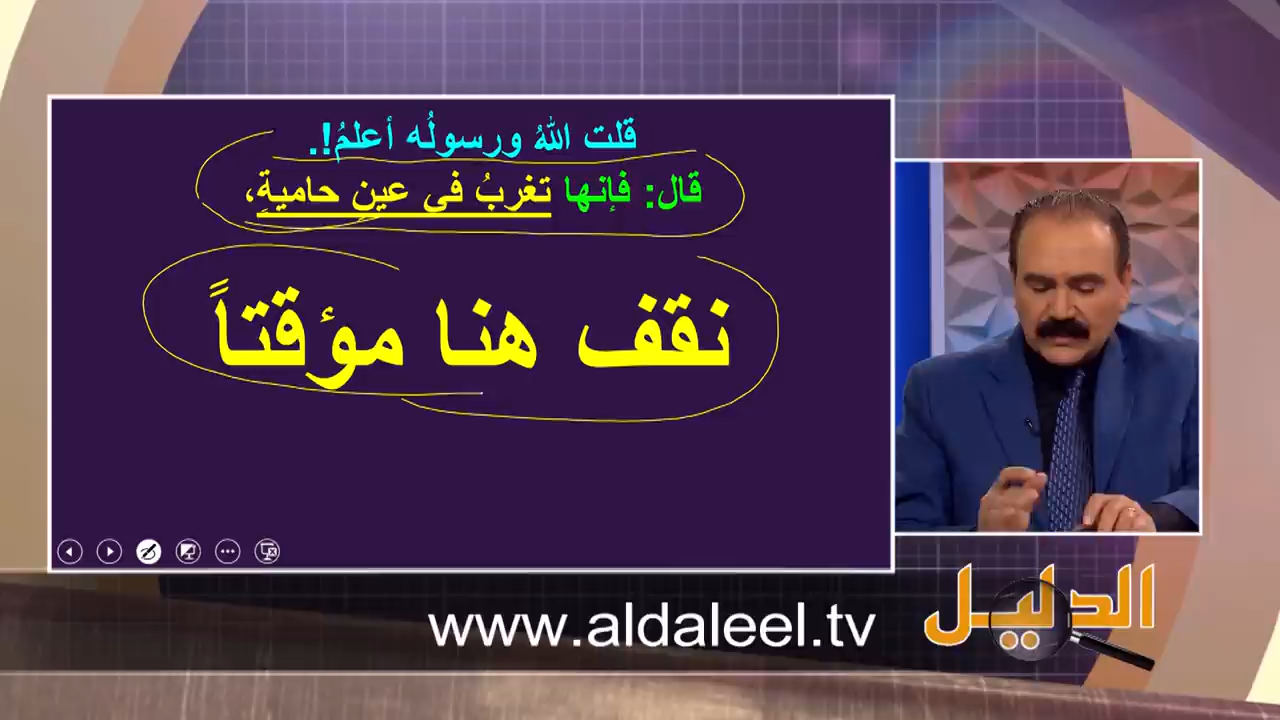 قلت اللهُ ورسولُه أعلمُ!.
قال: فإنها تغربُ في عينٍ حاميةٍ،
نقف هنا مؤقتاً
www.aldaleel.tv
الدليل